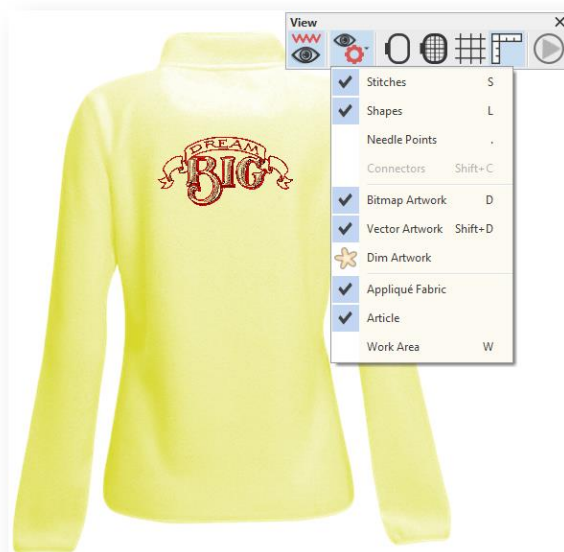 View
DREAM
BIG
Stitches S
Shapes L
Needle Points .
Connectors Shift+C
Bitmap Artwork D
Vector Artwork Shift+D
Dim Artwork
Appliqué Fabric
Article
Work Area W